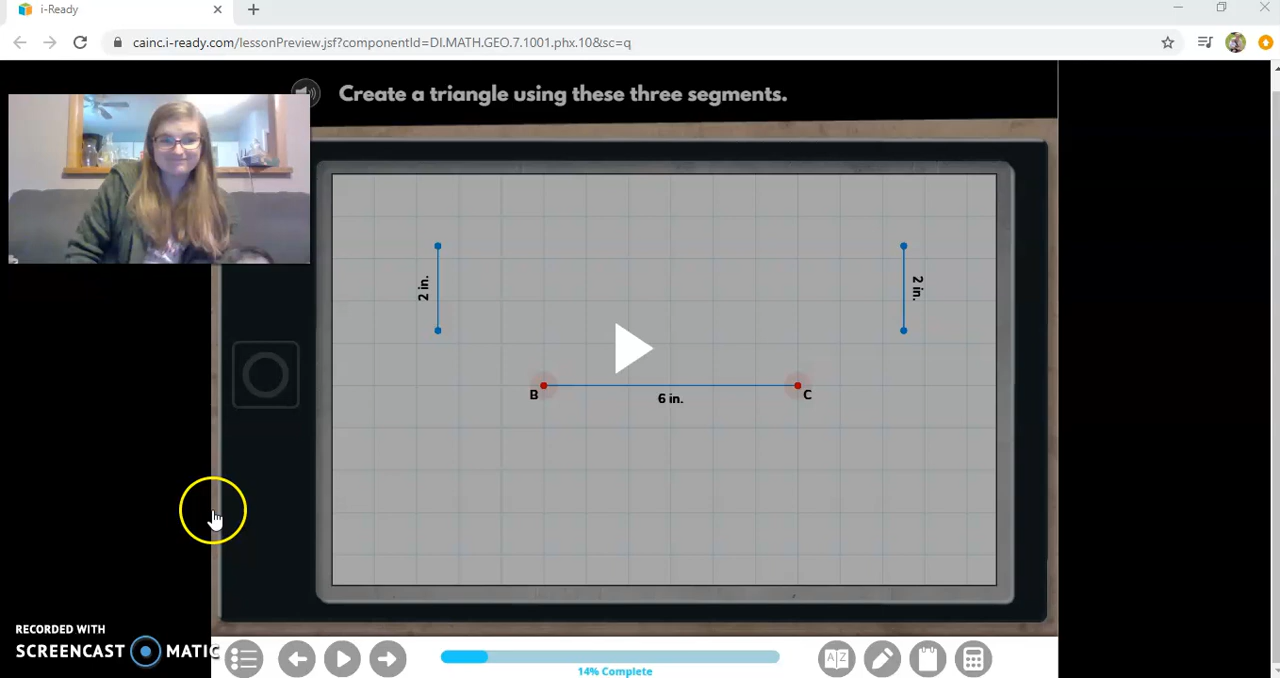 i-Ready
cainc.i-ready.com/lessonPreview.jsf?componentId=DI.MATH.GEO.7.1001.phx.10&sc=q
Create a triangle using these three segments.
2 in.
2 in.
B
C
6 in.
RECORDED WITH
SCREENCAST MATIC
14% Complete
A Z